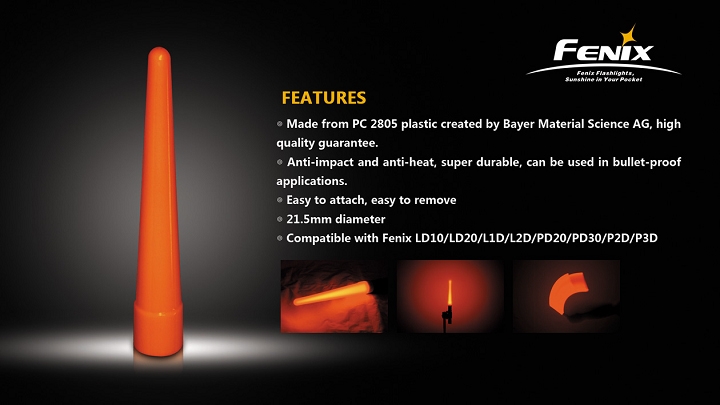 FENIX
Fenix Flashlights,
Sunshine in Your Pocket
FEATURES
Made from PC 2805 plastic created by Bayer Material Science AG, high
quality guarantee.
Anti-impact and anti-heat, super durable, can be used in bullet-proof
applications.
Easy to attach, easy to remove
21.5mm diameter
Compatible with Fenix LD10/LD20/L1D/L2D/PD20/PD30/P2D/P3D